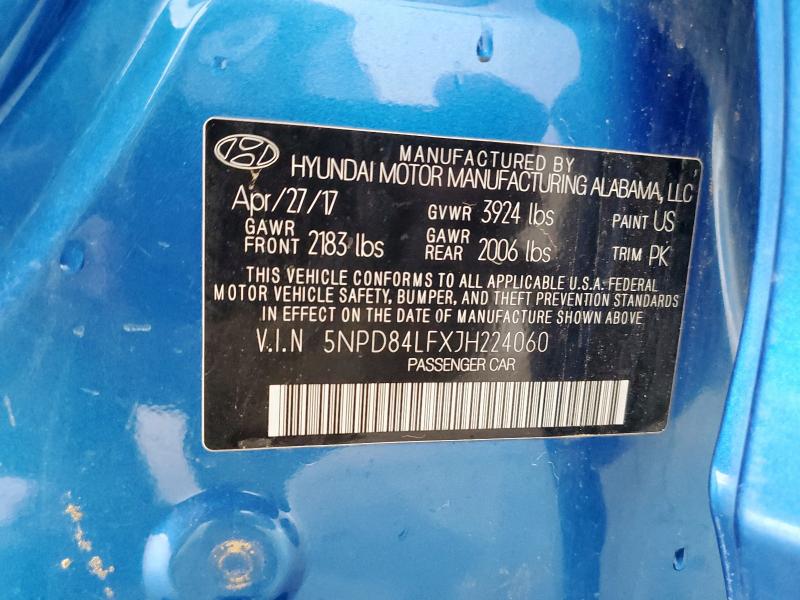 MANUFACTURED BY
HYUNDAI MOTOR MANUFACTURING ALABAMA, LLC
Apr/27/17 GVWR 3924 lbs PAINT US
GAWR FRONT 2183 lbs GAWR REAR 2006 lbs TRIM PK
THIS VEHICLE CONFORMS TO ALL APPLICABLE U.S.A. FEDERAL
MOTOR VEHICLE SAFETY, BUMPER, AND THEFT PREVENTION STANDARDS
IN EFFECT ON THE DATE OF MANUFACTURE SHOWN ABOVE
V.I.N 5NPD84LFXJH224060
PASSENGER CAR